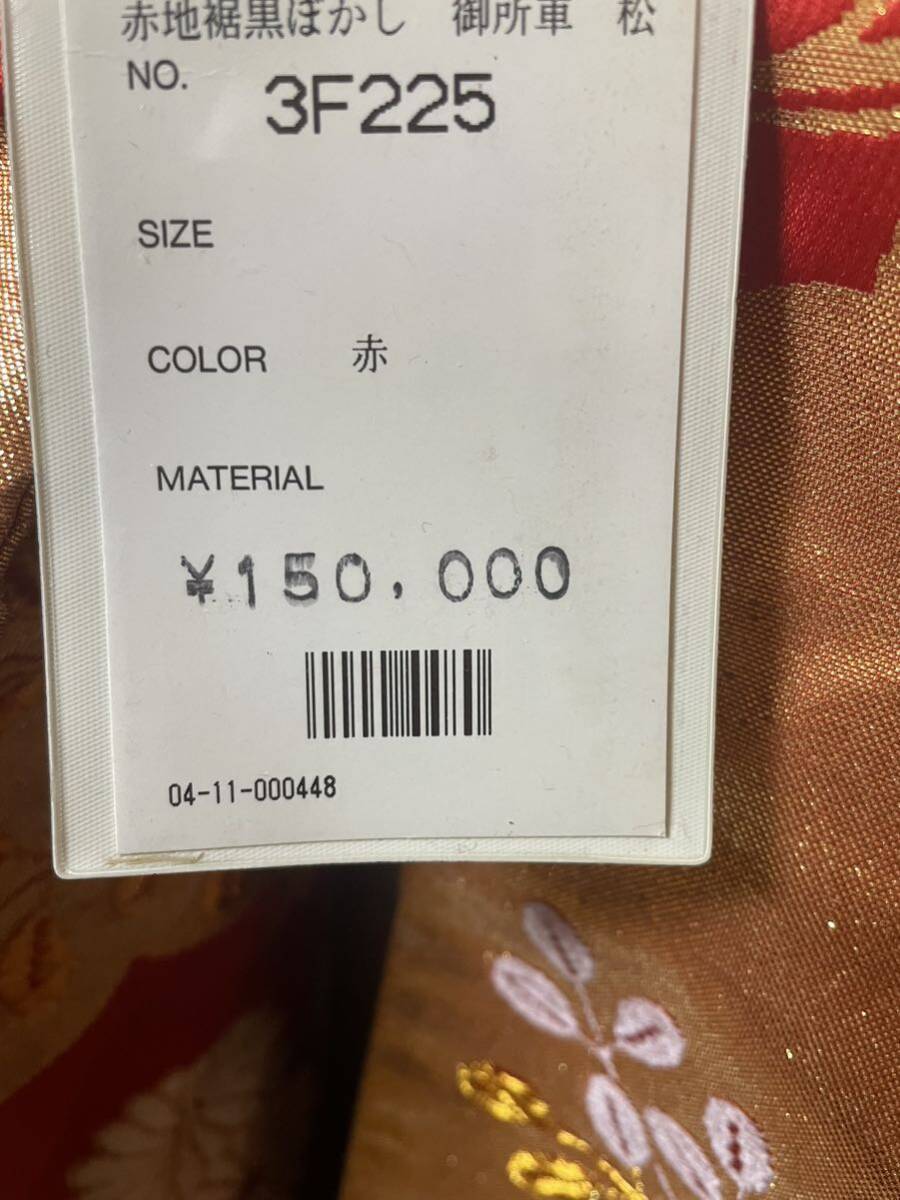 赤地裾黒ぼかし　御所車　松
NO.
3F225
SIZE
COLOR 赤
MATERIAL
¥150,000
04-11-000448